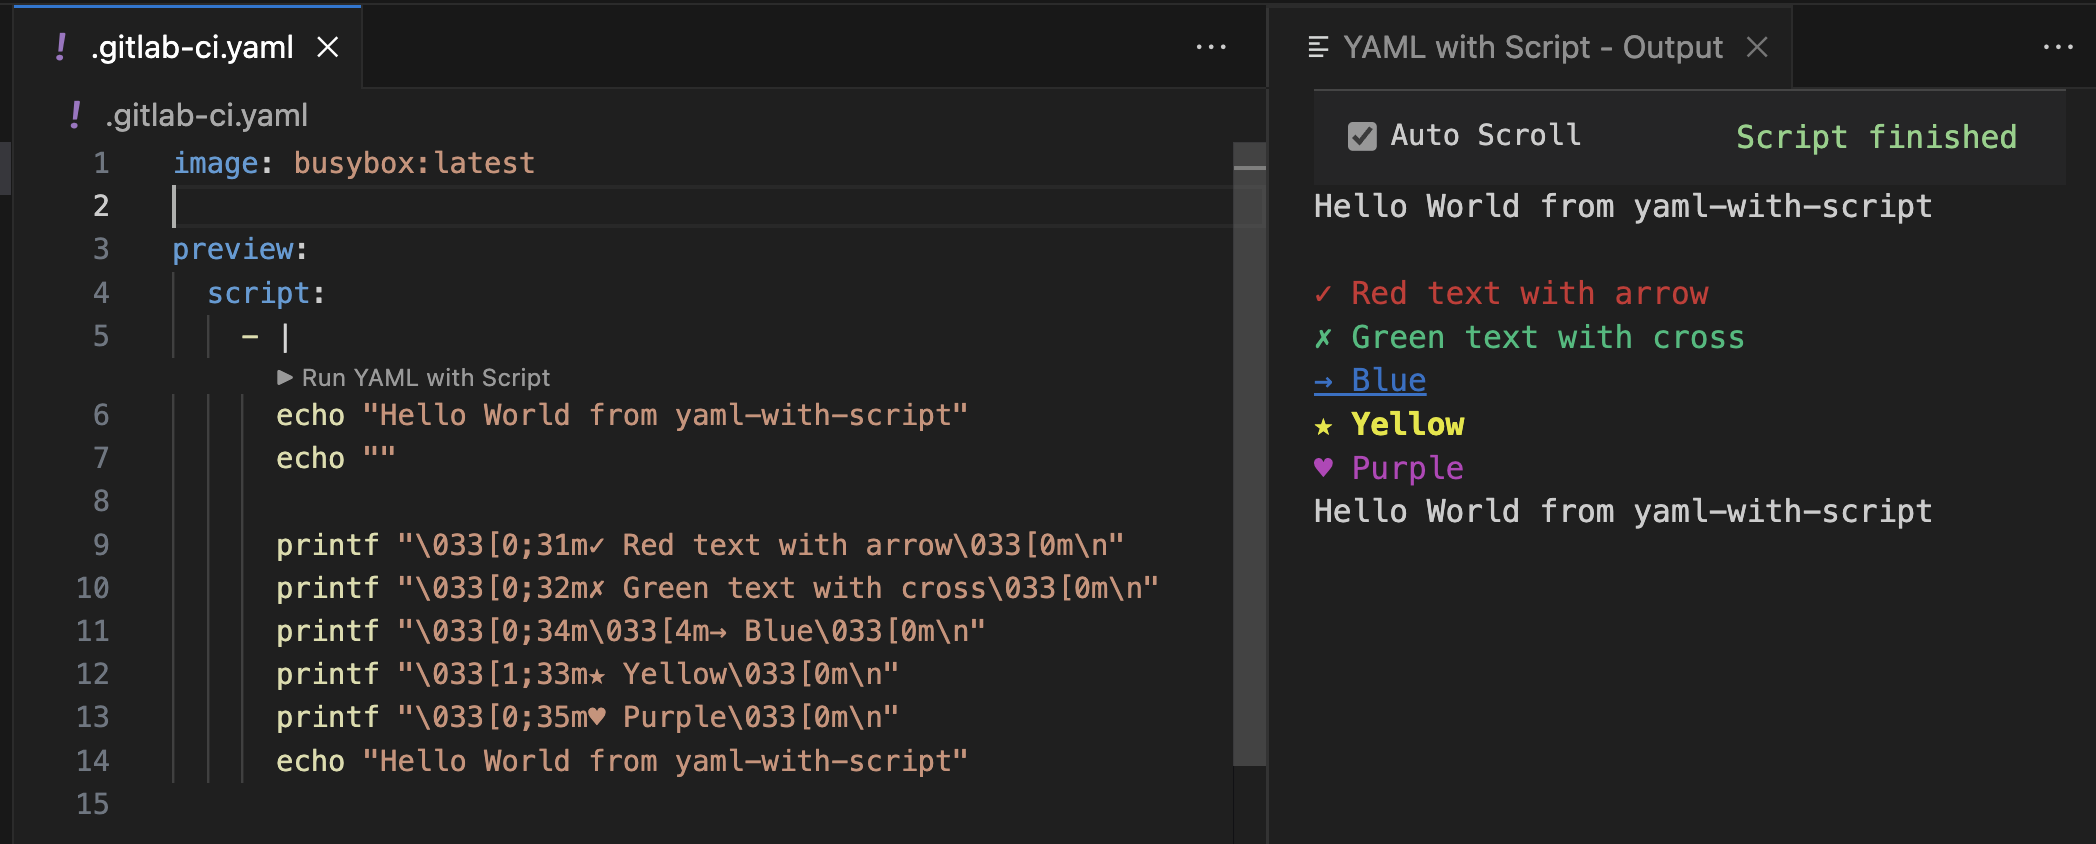 .gitlab-ci.yaml
.gitlab-ci.yaml
1 image: busybox:latest
2
3 preview:
4 script:
5 - |
Run YAML with Script
6 echo "Hello World from yaml-with-script"
7 echo ""
8
9 printf "\033[0;31m✓ Red text with arrow\033[0m\n"
10 printf "\033[0;32m✗ Green text with cross\033[0m\n"
11 printf "\033[0;34m\033[4m→ Blue\033[0m\n"
12 printf "\033[1;33m★ Yellow\033[0m\n"
13 printf "\033[0;35m♥ Purple\033[0m\n"
14 echo "Hello World from yaml-with-script"
15
YAML with Script - Output
Auto Scroll
Script finished
Hello World from yaml-with-script
✓ Red text with arrow
✗ Green text with cross
→ Blue
★ Yellow
♥ Purple
Hello World from yaml-with-script